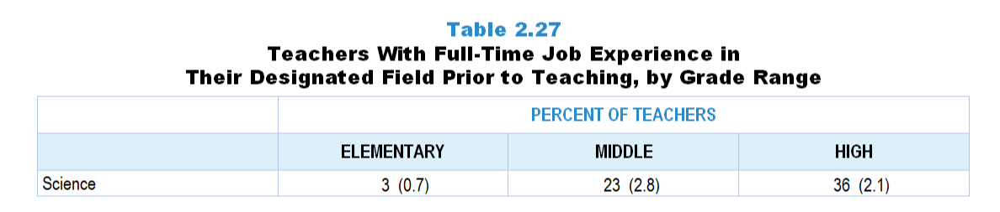 Table 2.27
Teachers With Full-Time Job Experience in
Their Designated Field Prior to Teaching, by Grade Range
PERCENT OF TEACHERS
ELEMENTARY MIDDLE HIGH
Science 3 (0.7) 23 (2.8) 36 (2.1)